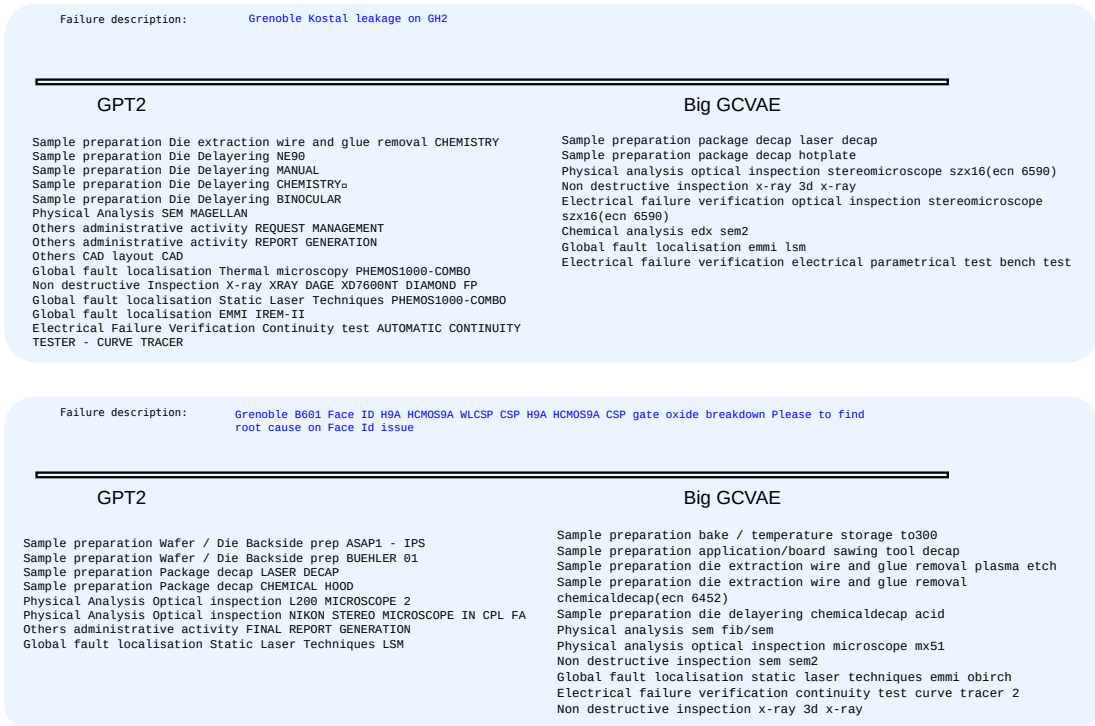 Failure description: Grenoble Kostal leakage on GH2
GPT2
Sample preparation Die extraction wire and glue removal CHEMISTRY
Sample preparation Die Delayering NE90
Sample preparation Die Delayering MANUAL
Sample preparation Die Delayering CHEMISTRY▯
Sample preparation Die Delayering BINOCULAR
Physical Analysis SEM MAGELLAN
Others administrative activity REQUEST MANAGEMENT
Others administrative activity REPORT GENERATION
Others CAD layout CAD
Global fault localisation Thermal microscopy PHEMOS1000-COMBO
Non destructive Inspection X-ray XRAY DAGE XD7600NT DIAMOND FP
Global fault localisation Static Laser Techniques PHEMOS1000-COMBO
Global fault localisation EMMI IREM-II
Electrical Failure Verification Continuity test AUTOMATIC CONTINUITY
TESTER - CURVE TRACER
Big GCVAE
Sample preparation package decap laser decap
Sample preparation package decap hotplate
Physical analysis optical inspection stereomicroscope szx16(ecn 6590)
Non destructive inspection x-ray 3d x-ray
Electrical failure verification optical inspection stereomicroscope
szx16(ecn 6590)
Chemical analysis edx sem2
Global fault localisation emmi lsm
Electrical failure verification electrical parametrical test bench test
Failure description: Grenoble B601 Face ID H9A HCMOS9A WLCSP CSP H9A HCMOS9A CSP gate oxide breakdown Please to find
root cause on Face Id issue
GPT2
Sample preparation Wafer / Die Backside prep ASAP1 - IPS
Sample preparation Wafer / Die Backside prep BUEHLER 01
Sample preparation Package decap LASER DECAP
Sample preparation Package decap CHEMICAL HOOD
Physical Analysis Optical inspection L200 MICROSCOPE 2
Physical Analysis Optical inspection NIKON STEREO MICROSCOPE IN CPL FA
Others administrative activity FINAL REPORT GENERATION
Global fault localisation Static Laser Techniques LSM
Big GCVAE
Sample preparation bake / temperature storage to300
Sample preparation application/board sawing tool decap
Sample preparation die extraction wire and glue removal plasma etch
Sample preparation die extraction wire and glue removal
chemicaldecap(ecn 6452)
Sample preparation die delayering chemicaldecap acid
Physical analysis sem fib/sem
Physical analysis optical inspection microscope mx51
Non destructive inspection sem sem2
Global fault localisation static laser techniques emmi obirch
Electrical failure verification continuity test curve tracer 2
Non destructive inspection x-ray 3d x-ray